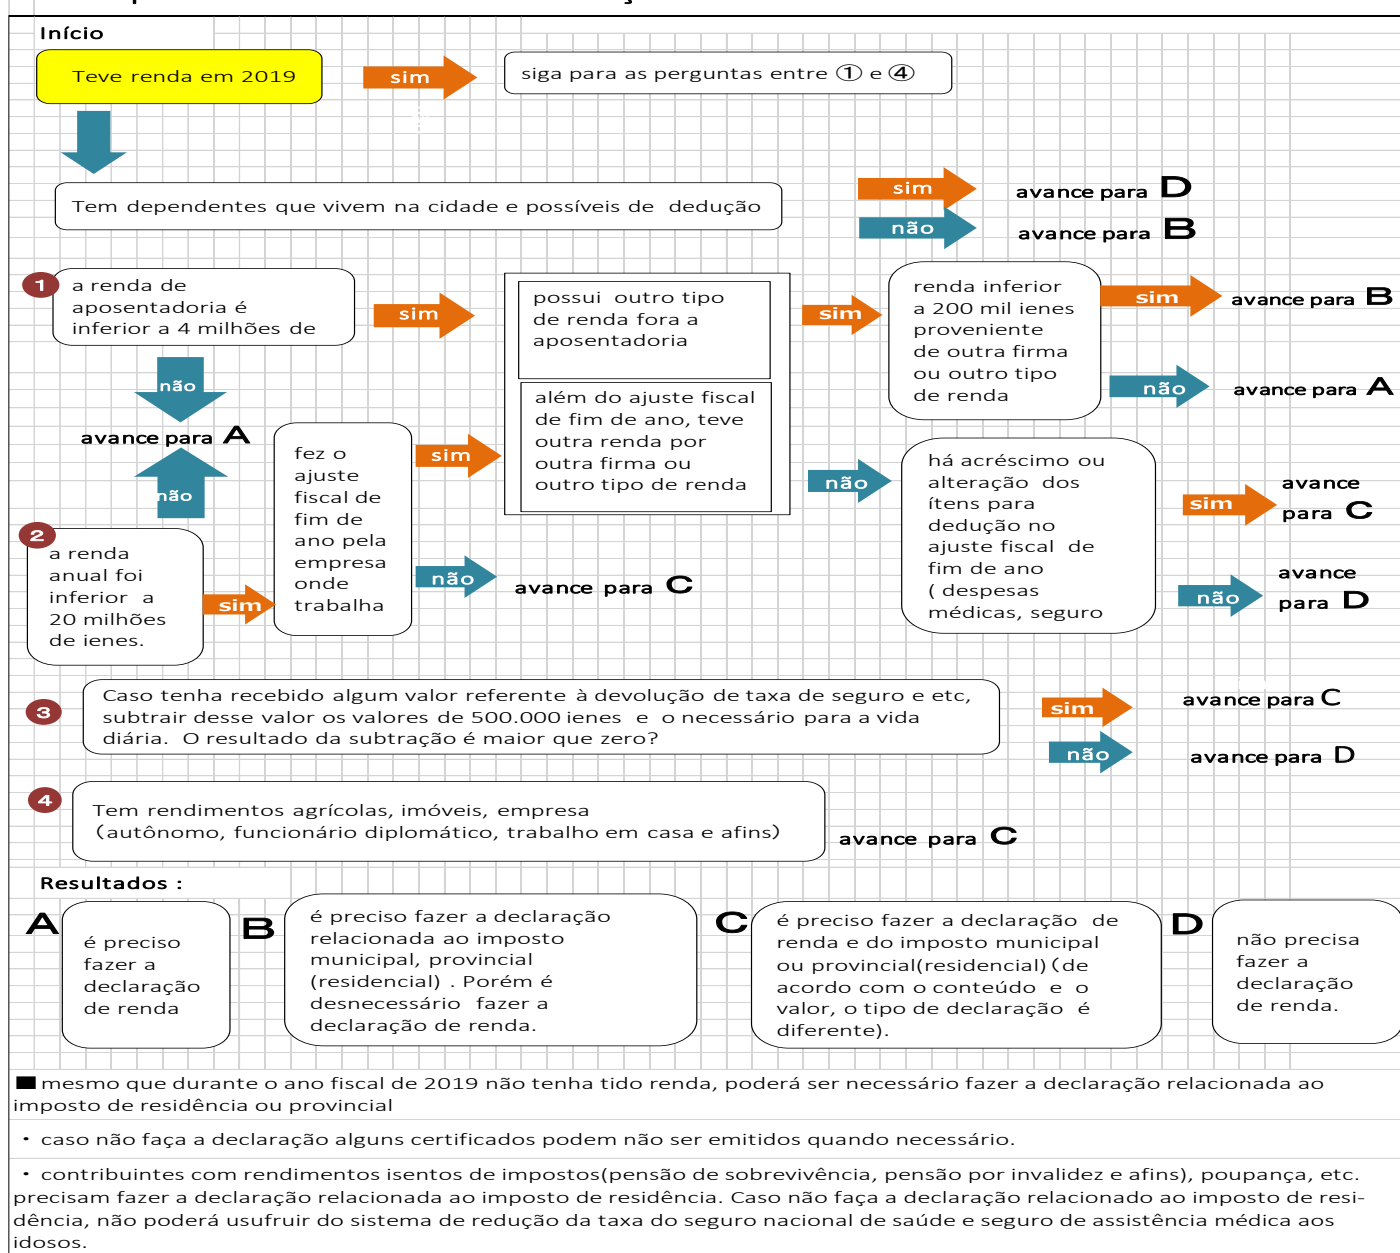 Início
Teve renda em 2019
sim
siga para as perguntas entre ① e ④
Tem dependentes que vivem na cidade e possíveis de dedução
sim
avance para D
não
avance para B
1
a renda de
aposentadoria é
inferior a 4 milhões de
sim
não
avance para A
possui outro tipo
de renda fora a
aposentadoria
além do ajuste fiscal
de fim de ano, teve
outra renda por
outra firma ou
outro tipo de renda
sim
renda inferior
a 200 mil ienes
proveniente
de outra firma
ou outro tipo
de renda
sim
avance para B
não
avance para A
não
há acréscimo ou
alteração dos
ítens para
dedução no
ajuste fiscal de
fim de ano
( despesas
médicas, seguro
sim
avance
para C
não
avance
para D
2
a renda
anual foi
inferior a
20 milhões
de ienes.
não
sim
fez o
ajuste
fiscal de
fim de
ano pela
empresa
onde
trabalha
sim
não
avance para C
3
Caso tenha recebido algum valor referente à devolução de taxa de seguro e etc,
subtrair desse valor os valores de 500.000 ienes e o necessário para a vida
diária. O resultado da subtração é maior que zero?
sim
avance para C
não
avance para D
4
Tem rendimentos agrícolas, imóveis, empresa
(autônomo, funcionário diplomático, trabalho em casa e afins)
avance para C
Resultados :
A
é preciso
fazer a
declaração
de renda
B
é preciso fazer a declaração
relacionada ao imposto
municipal, provincial
(residencial) . Porém é
desnecessário fazer a
declaração de renda.
C
é preciso fazer a declaração de
renda e do imposto municipal
ou provincial(residencial)(de
acordo com o conteúdo e o
valor, o tipo de declaração é
diferente).
D
não precisa
fazer a
declaração
de renda.
■mesmo que durante o ano fiscal de 2019 não tenha tido renda, poderá ser necessário fazer a declaração relacionada ao
imposto de residência ou provincial
・caso não faça a declaração alguns certificados podem não ser emitidos quando necessário.
・contribuintes com rendimentos isentos de impostos(pensão de sobrevivência, pensão por invalidez e afins), poupança, etc.
precisam fazer a declaração relacionada ao imposto de residência. Caso não faça a declaração relacionado ao imposto de resi-
dência, não poderá usufruir do sistema de redução da taxa do seguro nacional de saúde e seguro de assistência médica aos
idosos.